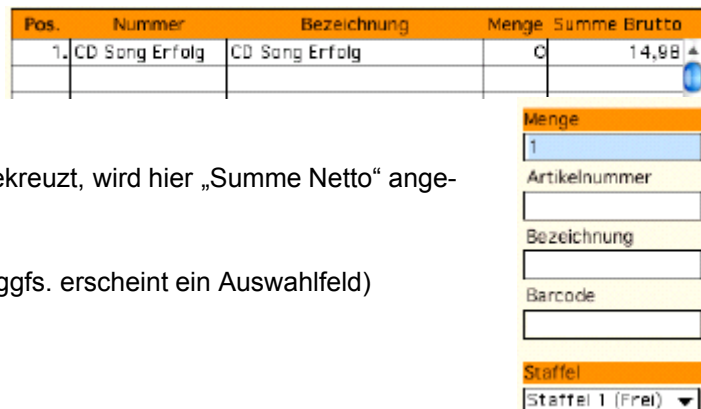 Pos. Nummer Bezeichnung Menge Summe Brutto
1. CD Song Erfolg CD Song Erfolg 0 14,98
Menge
1
ekreuzt, wird hier „Summe Netto“ ange-
Artikelnummer
Bezeichnung
ggfs. erscheint ein Auswahlfeld)
Barcode
Staffel
Staffel 1 (Frei)